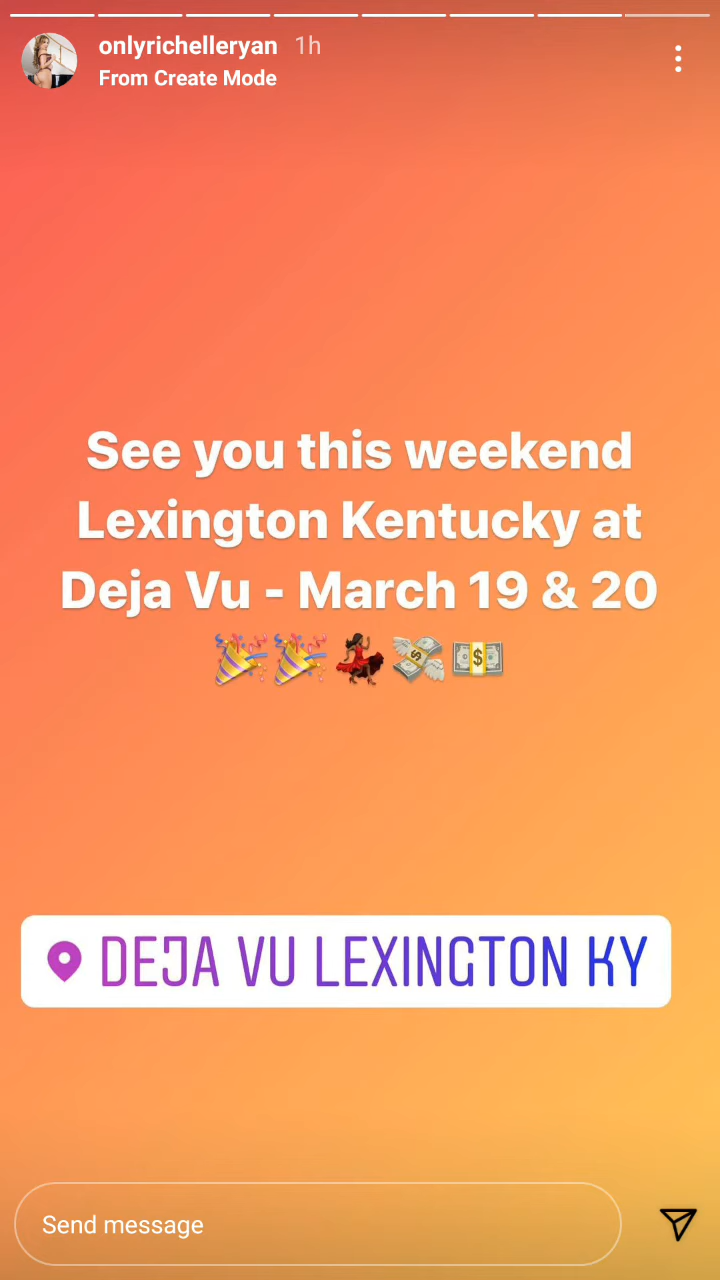 onlyrichelleryan 1h
From Create Mode
See you this weekend
Lexington Kentucky at
Deja Vu - March 19 & 20
🎉🎉💃🏾💸💵
DEJA VU LEXINGTON KY
Send message